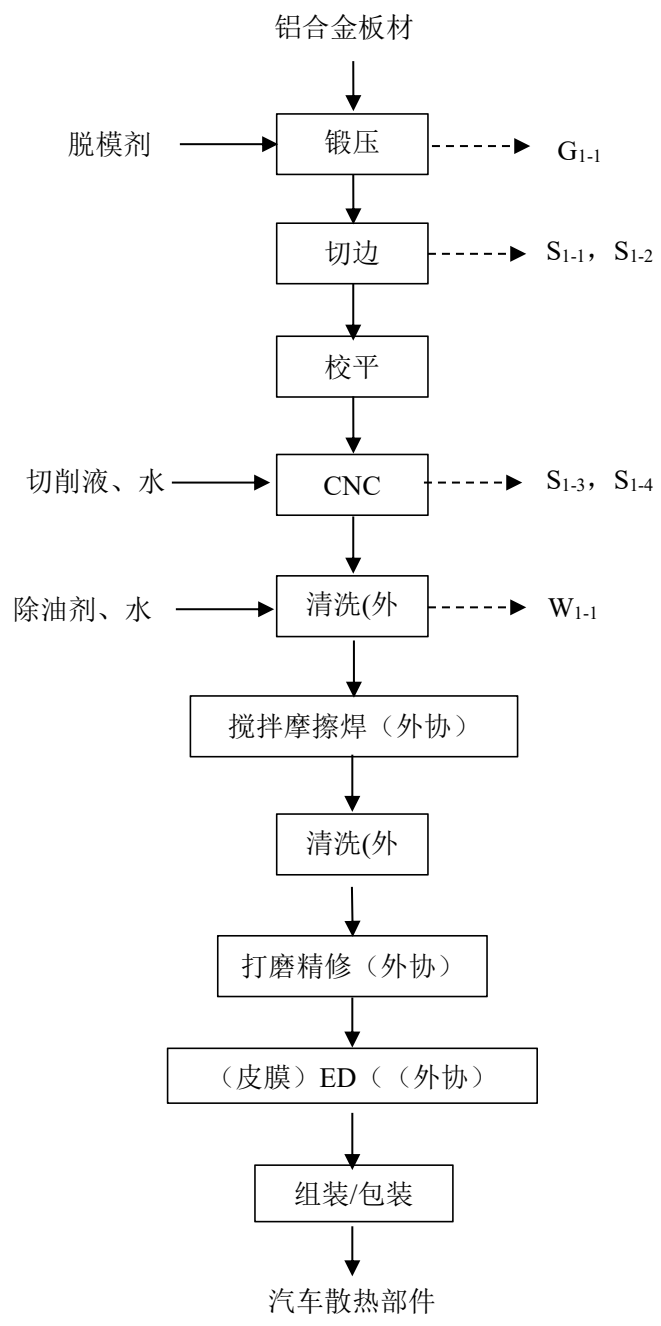 铝合金板材
脱模剂
锻压
G1-1
切边
S1-1，S1-2
校平
切削液、水
CNC
S1-3，S1-4
除油剂、水
清洗(外
W1-1
搅拌摩擦焊（外协）
清洗(外
打磨精修（外协）
（皮膜）ED（（外协）
组装/包装
汽车散热部件